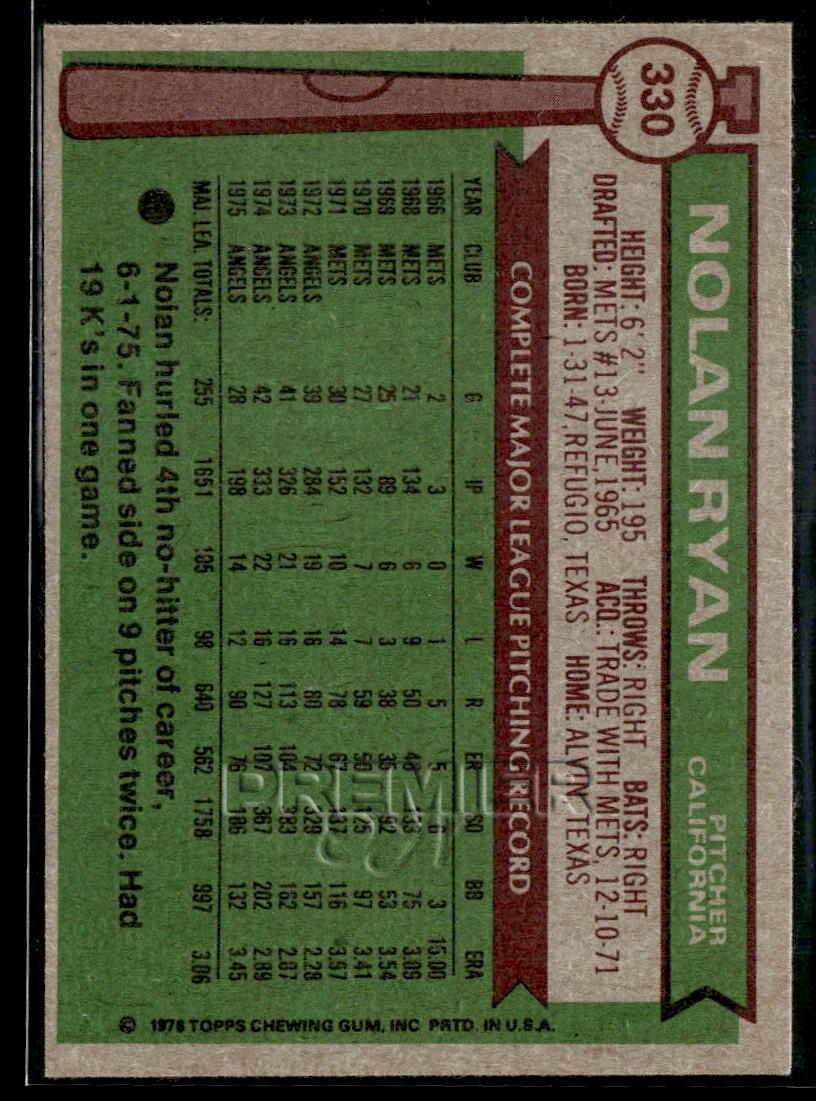 330
NOLAN RYAN
PITCHER
CALIFORNIA
HEIGHT: 6'2" WEIGHT: 195 THROWS: RIGHT BATS: RIGHT
DRAFTED: METS #13-JUNE, 1965 ACQ.: TRADE WITH METS, 12-10-71
BORN: 1-31-47, REFUGIO, TEXAS HOME: ALVIN, TEXAS
COMPLETE MAJOR LEAGUE PITCHING RECORD
YEAR CLUB G IP W L R ER SO BB ERA
1966 METS 2 3 0 1 5 5 6 3 15.00
1968 METS 21 134 6 9 50 46 133 75 3.09
1969 METS 25 89 6 3 38 35 92 53 3.54
1970 METS 27 132 7 7 59 50 125 97 3.41
1971 METS 30 152 10 14 78 67 137 116 3.97
1972 ANGELS 39 284 19 16 80 72 329 157 2.28
1973 ANGELS 41 326 21 16 113 104 383 162 2.87
1974 ANGELS 42 333 22 16 127 107 367 202 2.89
1975 ANGELS 28 198 14 12 90 76 186 132 3.45
MAJ. LEA. TOTALS: 255 1651 105 98 640 562 1758 997 3.06
Nolan hurled 4th no-hitter of career,
6-1-75. Fanned side on 9 pitches twice. Had
19 K's in one game.
© 1976 TOPPS CHEWING GUM, INC PRTD. IN U.S.A.
PREMIER